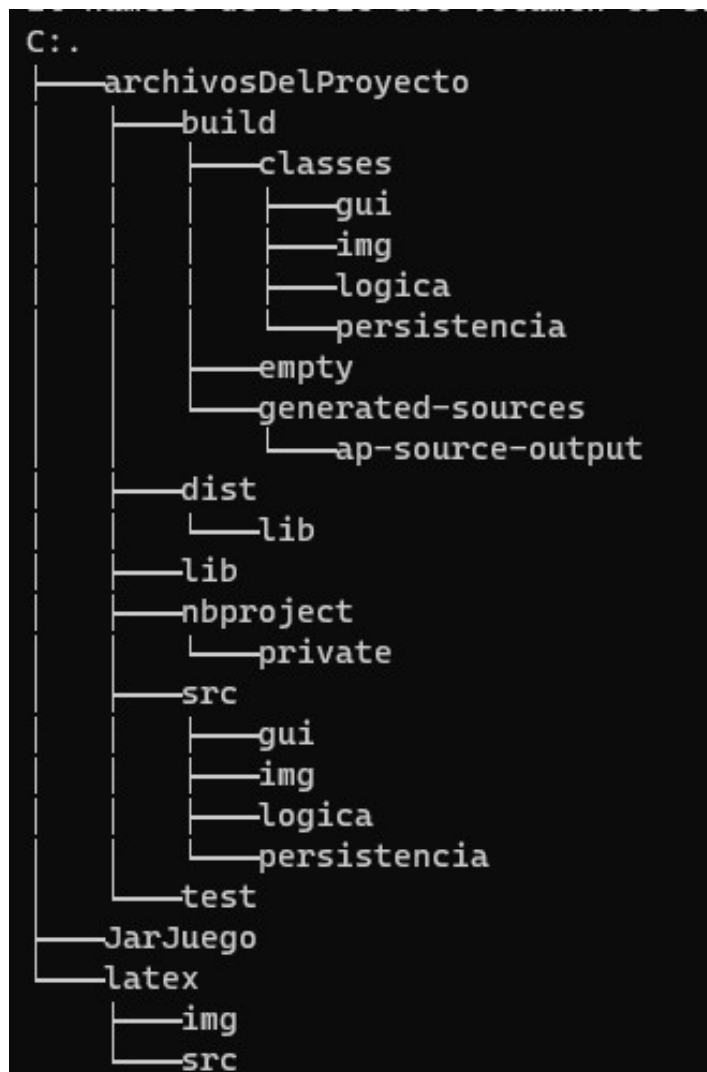 C:.
├───archivosDelProyecto
│   ├───build
│   │   ├───classes
│   │   │   ├───gui
│   │   │   ├───img
│   │   │   ├───logica
│   │   │   └───persistencia
│   │   ├───empty
│   │   └───generated-sources
│   │       └───ap-source-output
│   ├───dist
│   │   └───lib
│   ├───lib
│   ├───nbproject
│   │   └───private
│   ├───src
│   │   ├───gui
│   │   ├───img
│   │   ├───logica
│   │   └───persistencia
│   └───test
├───JarJuego
└───latex
    ├───img
    └───src